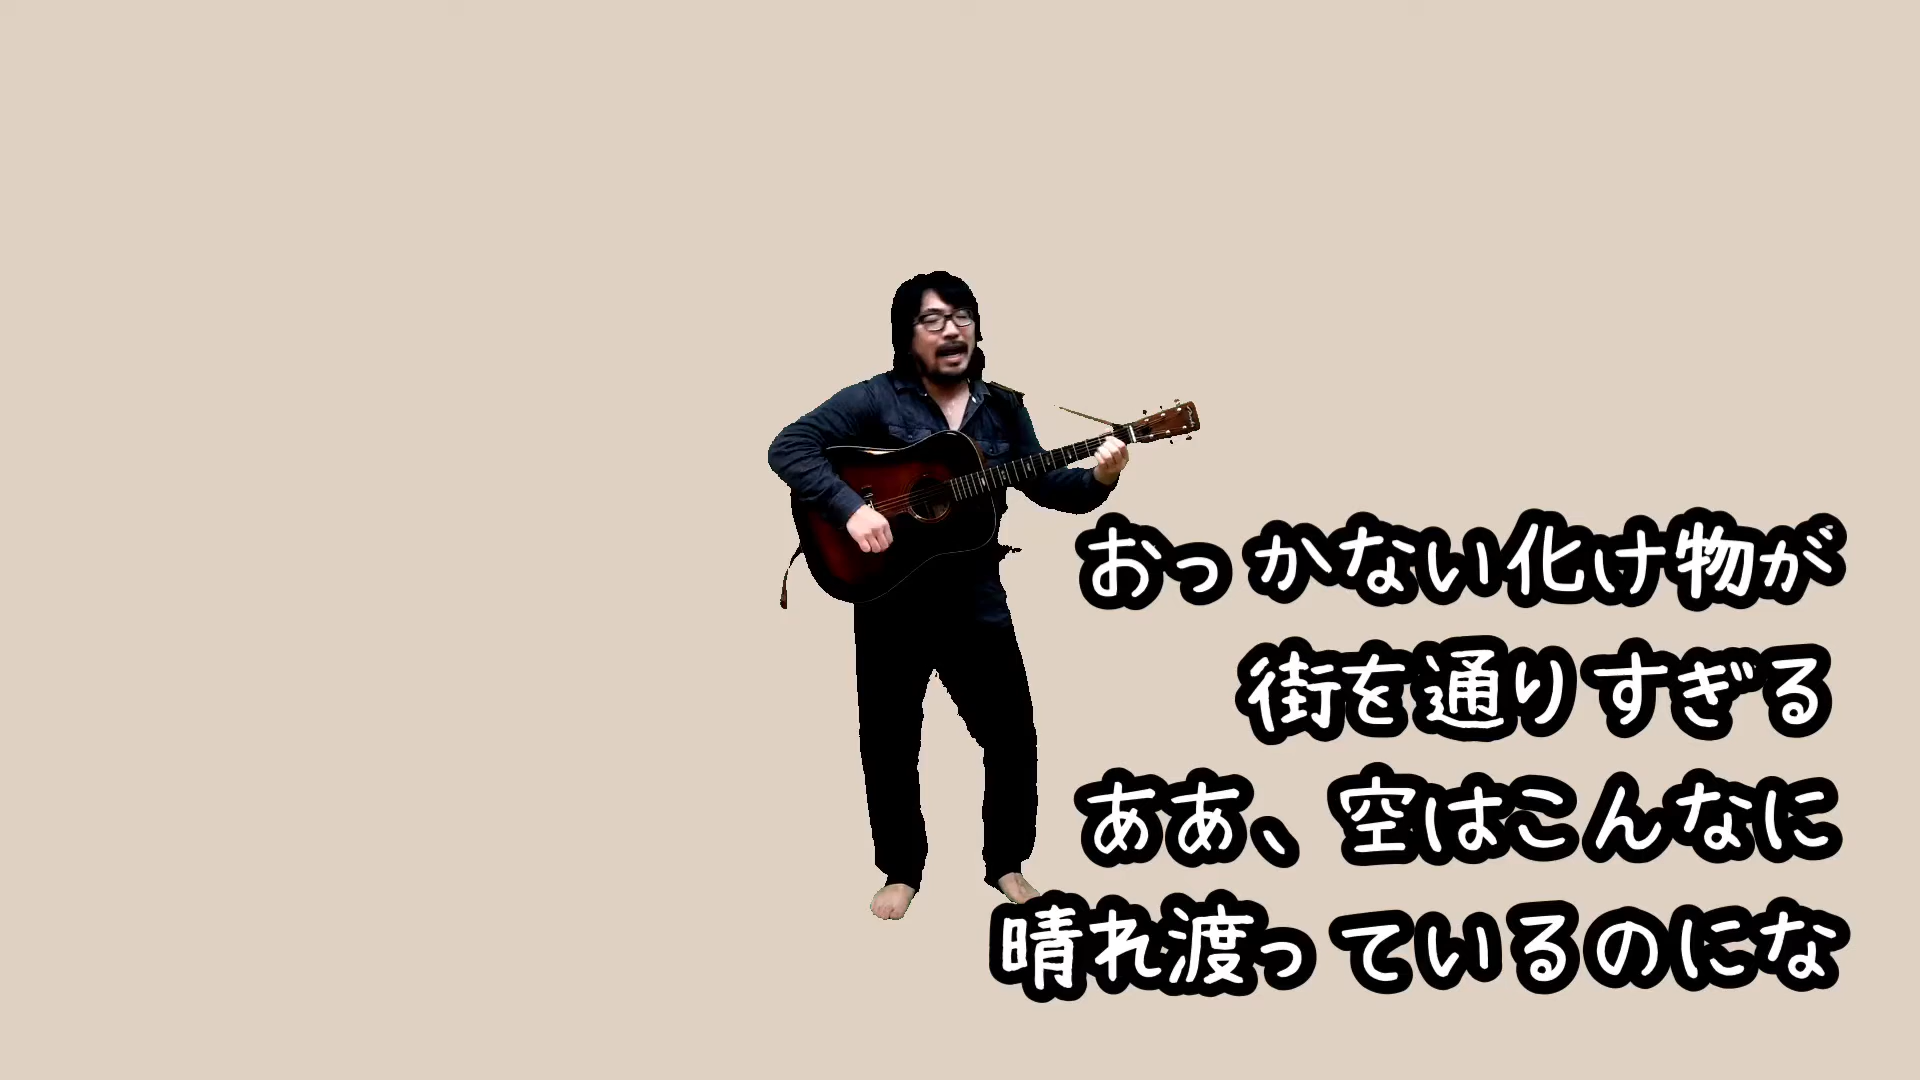 おっかない化け物が
街を通りすぎる
ああ、空はこんなに
晴れ渡っているのにな